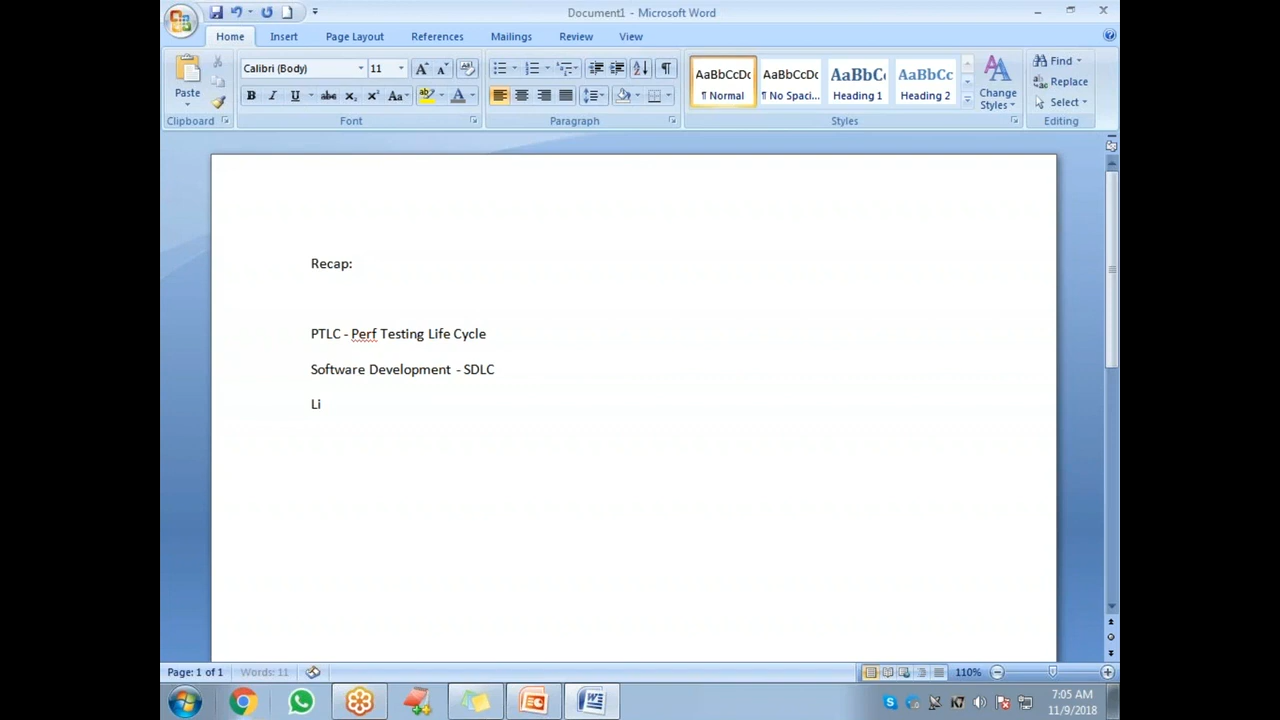 Document1 - Microsoft Word
Home Insert Page Layout References Mailings Review View
Calibri (Body) 11
Paste
AaBbCcDc AaBbCcDc AaBbC AaBbCc
¶ Normal ¶ No Spaci... Heading 1 Heading 2
Change Styles
Find
Replace
Select
Clipboard Font Paragraph Styles Editing
Recap:
PTLC - Perf Testing Life Cycle
Software Development - SDLC
Li
Page: 1 of 1 Words: 11 110%
7:05 AM
11/9/2018